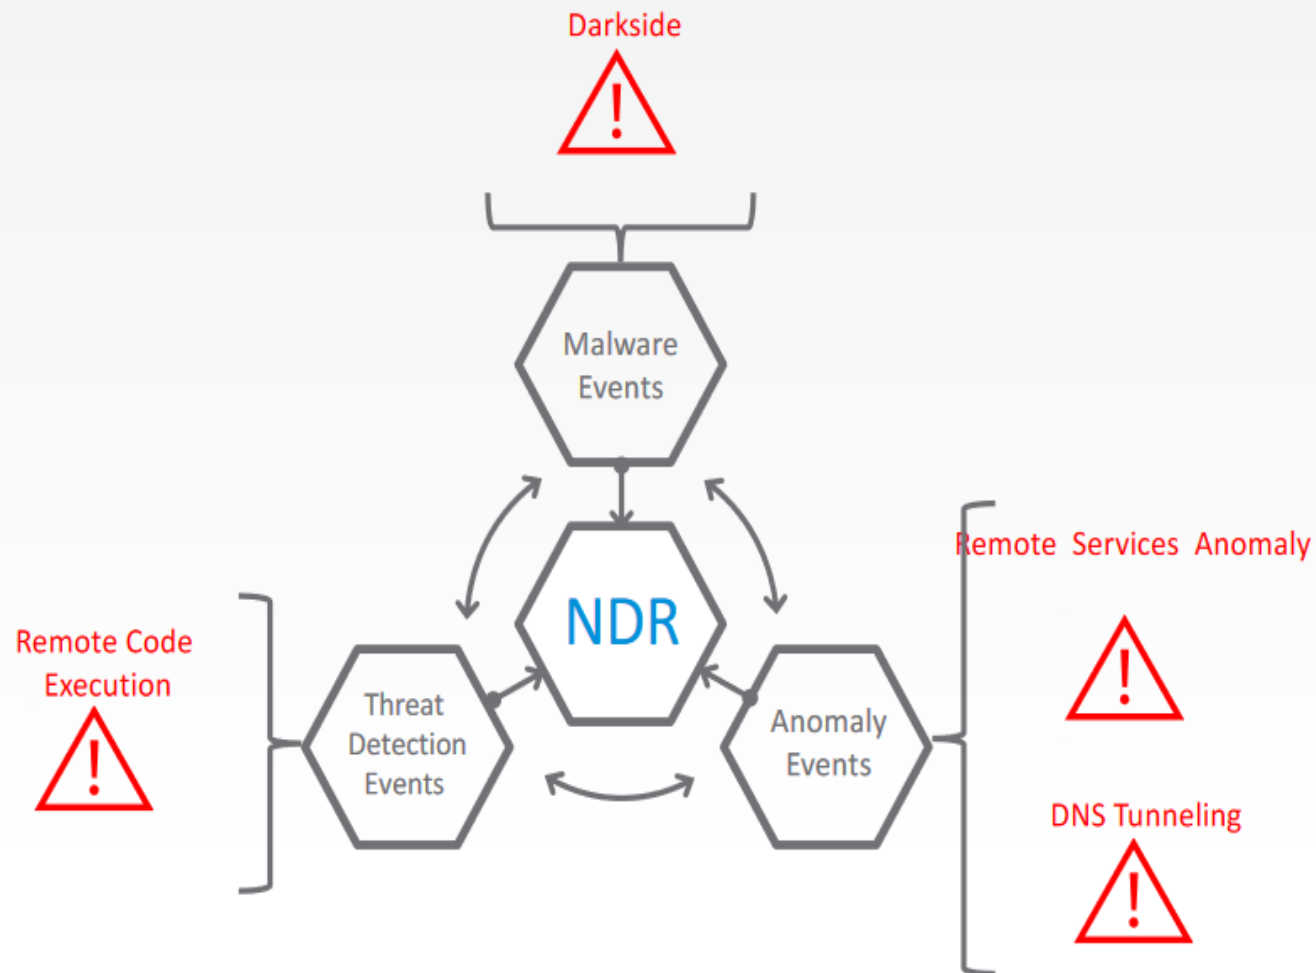 Darkside
!
Malware
Events
Remote Services Anomaly
!
NDR
Remote Code
Execution
!
Threat
Detection
Events
Anomaly
Events
DNS Tunneling
!